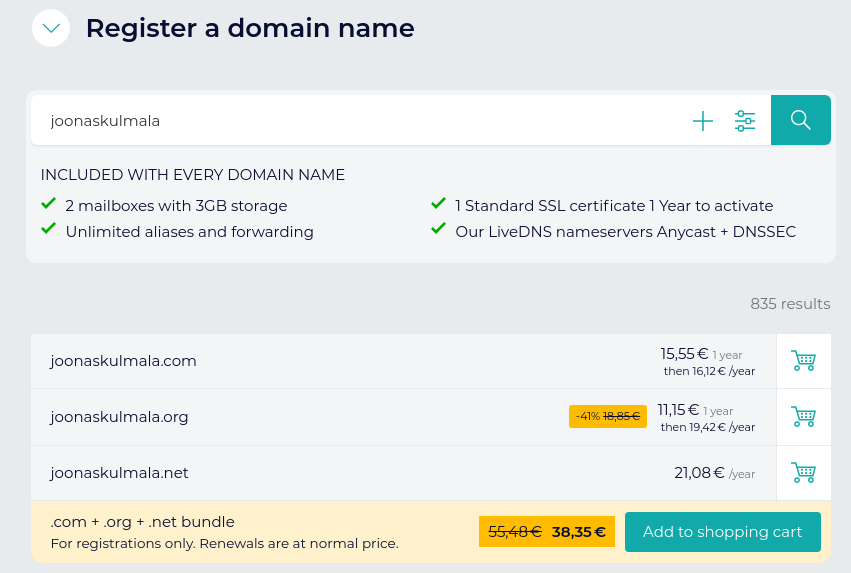 Register a domain name
joonaskulmala
INCLUDED WITH EVERY DOMAIN NAME
2 mailboxes with 3GB storage
1 Standard SSL certificate 1 Year to activate
Unlimited aliases and forwarding
Our LiveDNS nameservers Anycast + DNSSEC
835 results
joonaskulmala.com
15,55 € 1 year
then 16,12 € /year
joonaskulmala.org
-41% 18,85 € 11,15 € 1 year
then 19,42 € /year
joonaskulmala.net
21,08 € /year
.com + .org + .net bundle
For registrations only. Renewals are at normal price.
55,48 € 38,35 €
Add to shopping cart